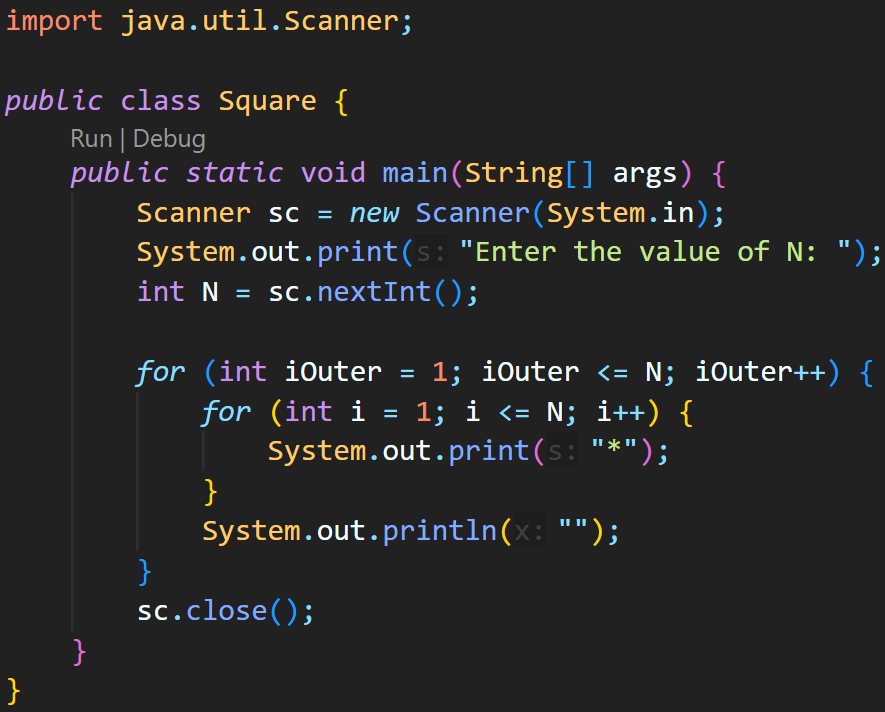 import java.util.Scanner;
public class Square {
Run | Debug
public static void main(String[] args) {
Scanner sc = new Scanner(System.in);
System.out.print(s: "Enter the value of N: ");
int N = sc.nextInt();
for (int iOuter = 1; iOuter <= N; iOuter++) {
for (int i = 1; i <= N; i++) {
System.out.print(s: "*");
}
System.out.println(x: "");
}
sc.close();
}
}